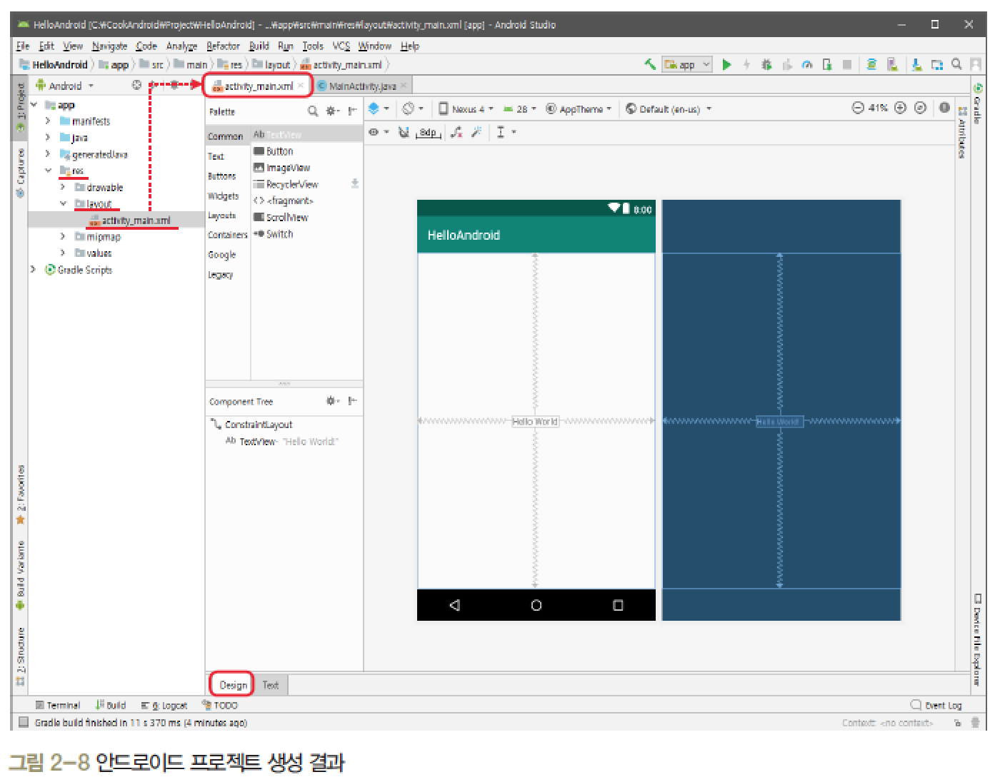 HelloAndroid [C:₩CookAndroid₩Project₩HelloAndroid] - ...₩app₩src₩main₩res₩layout₩activity_main.xml [app] - Android Studio
File Edit View Navigate Code Analyze Refactor Build Run Tools VCS Window Help
HelloAndroid app src main res layout activity_main.xml
app
1: Project
Captures
2: Favorites
Build Variants
Z: Structure
Android
app
manifests
java
generatedJava
res
drawable
layout
activity_main.xml
mipmap
values
Gradle Scripts
activity_main.xml
MainActivity.java
Palette
Common
Text
Buttons
Widgets
Layouts
Containers
Google
Legacy
Ab TextView
Button
ImageView
RecyclerView
<> <fragment>
ScrollView
Switch
Component Tree
ConstraintLayout
Ab TextView- "Hello World!"
Nexus 4 28 AppTheme Default (en-us) 41%
8dp
8:00
HelloAndroid
Hello World
Hello World!
Gradle
Attributes
Device File Explorer
Design Text
Terminal Build 6: Logcat TODO Event Log
Gradle build finished in 11 s 370 ms (4 minutes ago) Context: <no context>
그림 2-8 안드로이드 프로젝트 생성 결과